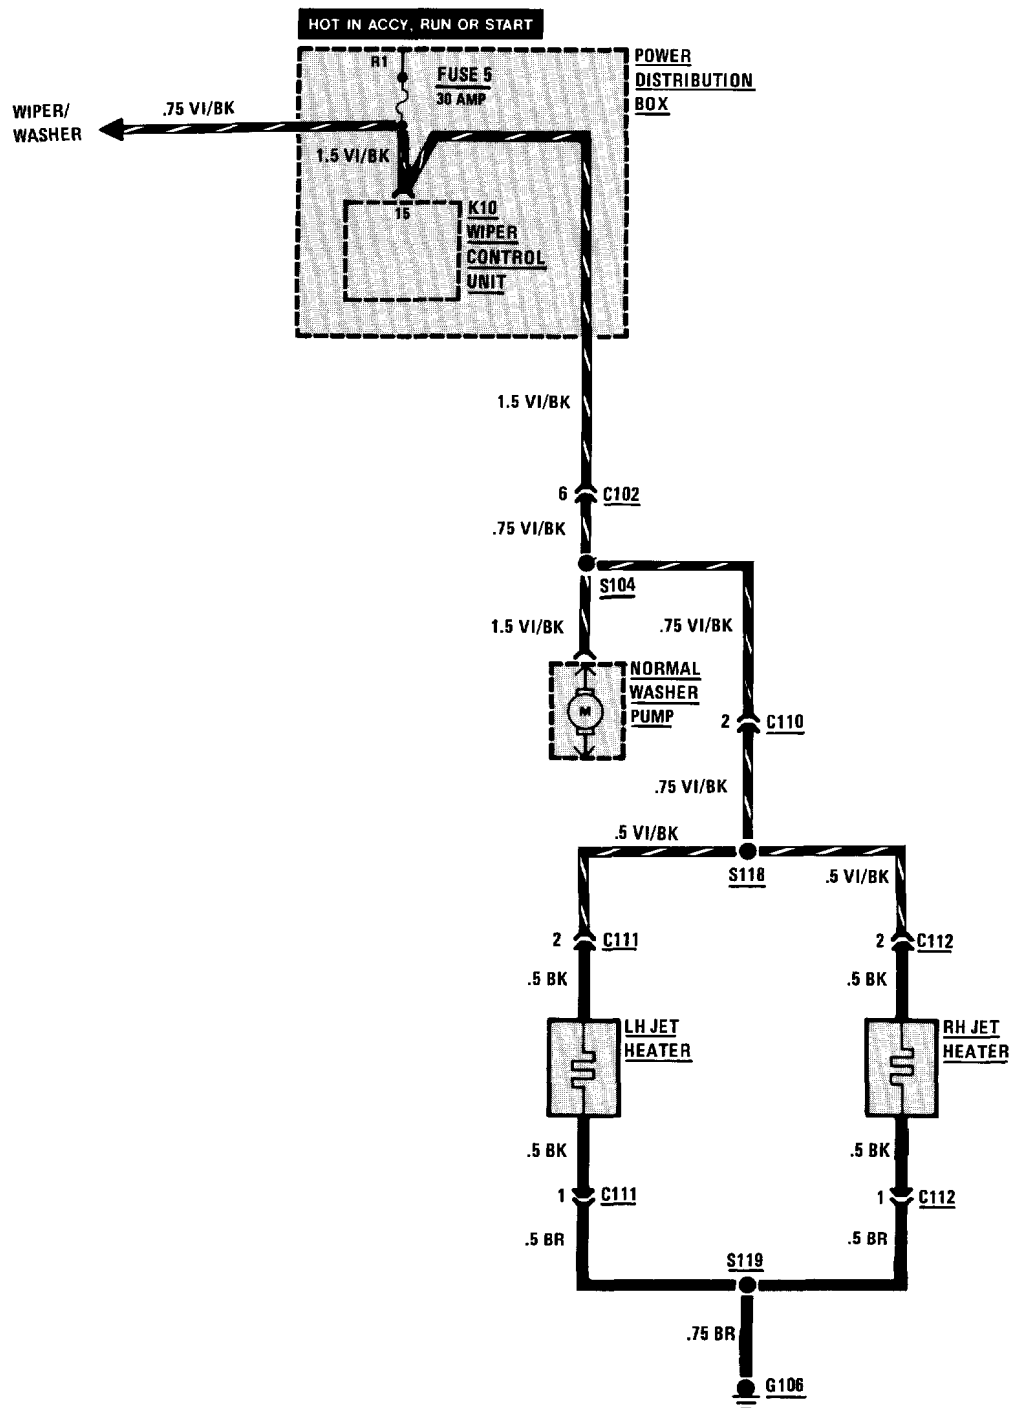 HOT IN ACCY, RUN OR START
R1
FUSE 5
30 AMP
POWER
DISTRIBUTION
BOX
WIPER/
WASHER
.75 VI/BK
1.5 VI/BK
15
K10
WIPER
CONTROL
UNIT
1.5 VI/BK
6
C102
.75 VI/BK
S104
1.5 VI/BK
.75 VI/BK
NORMAL
WASHER
PUMP
M
2
C110
.75 VI/BK
.5 VI/BK
S118
.5 VI/BK
2
C111
2
C112
.5 BK
.5 BK
LH JET
HEATER
RH JET
HEATER
.5 BK
.5 BK
1
C111
1
C112
.5 BR
.5 BR
S119
.75 BR
G106